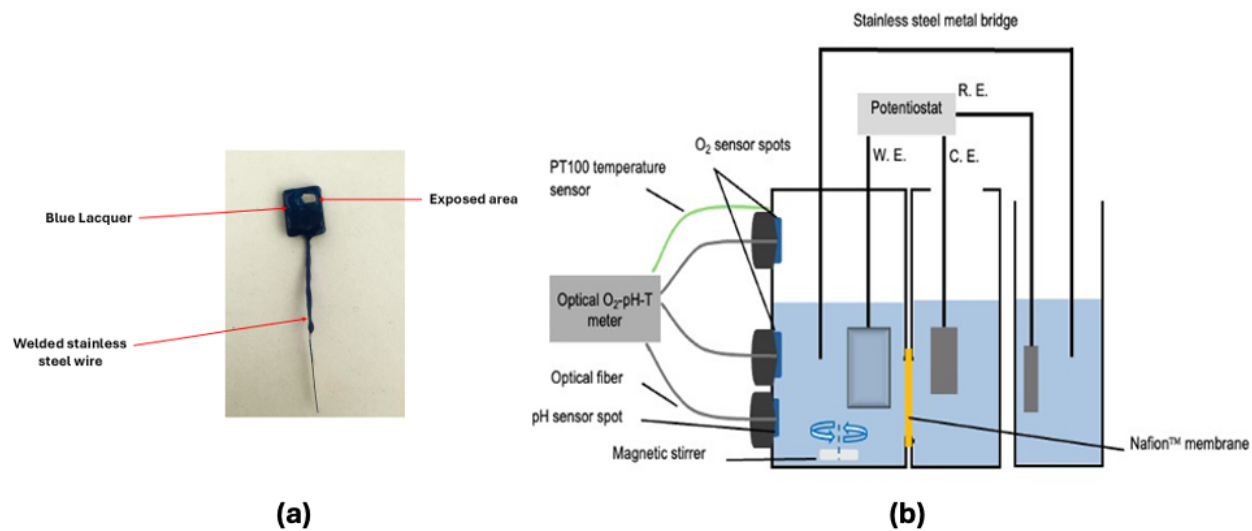 Blue Lacquer
Exposed area
Welded stainless
steel wire
(a)
Stainless steel metal bridge
Potentiostat
R. E.
W. E.
C. E.
O2 sensor spots
PT100 temperature
sensor
Optical O2-pH-T
meter
Optical fiber
pH sensor spot
Magnetic stirrer
Nafion™ membrane
(b)